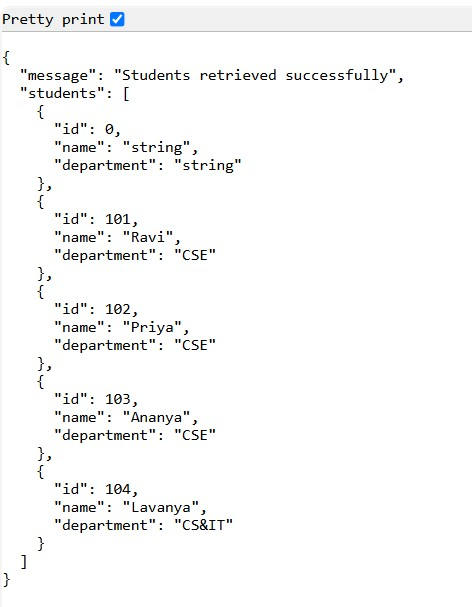 Pretty print
{
  "message": "Students retrieved successfully",
  "students": [
    {
      "id": 0,
      "name": "string",
      "department": "string"
    },
    {
      "id": 101,
      "name": "Ravi",
      "department": "CSE"
    },
    {
      "id": 102,
      "name": "Priya",
      "department": "CSE"
    },
    {
      "id": 103,
      "name": "Ananya",
      "department": "CSE"
    },
    {
      "id": 104,
      "name": "Lavanya",
      "department": "CS&IT"
    }
  ]
}